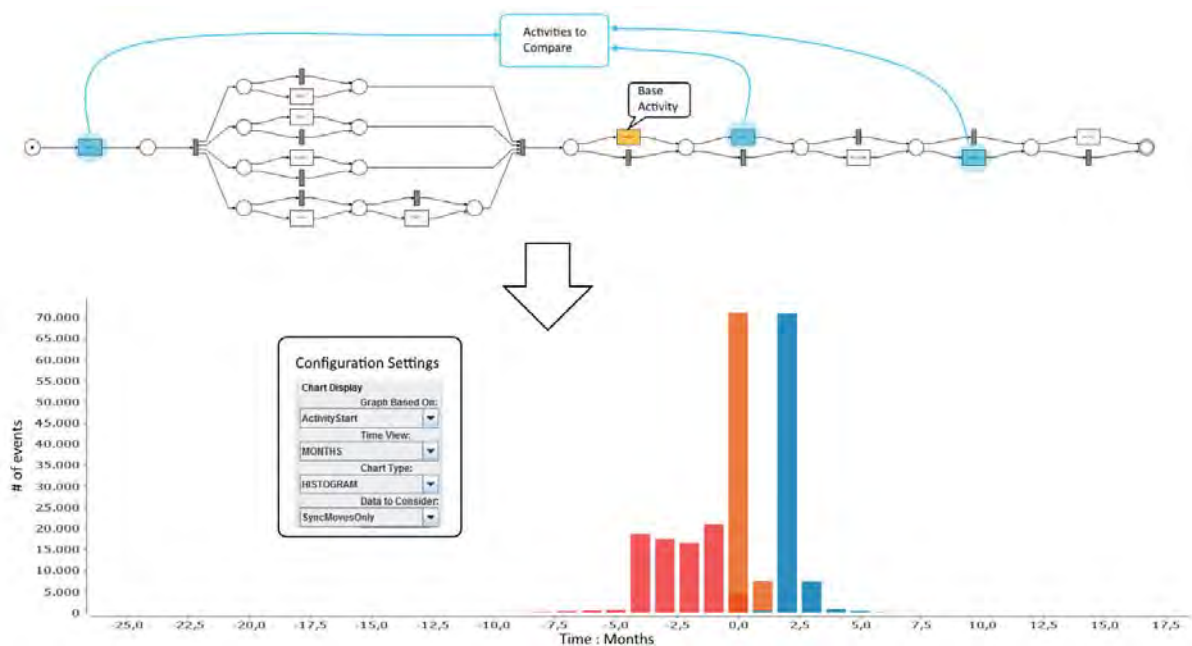 Activities to
Compare
Base
Activity
Configuration Settings
Chart Display
Graph Based On:
ActivityStart
Time View:
MONTHS
Chart Type:
HISTOGRAM
Data to Consider:
SyncMovesOnly
# of events
70.000
65.000
60.000
55.000
50.000
45.000
40.000
35.000
30.000
25.000
20.000
15.000
10.000
5.000
0
-25,0 -22,5 -20,0 -17,5 -15,0 -12,5 -10,0 -7,5 -5,0 -2,5 0,0 2,5 5,0 7,5 10,0 12,5 15,0 17,5
Time : Months